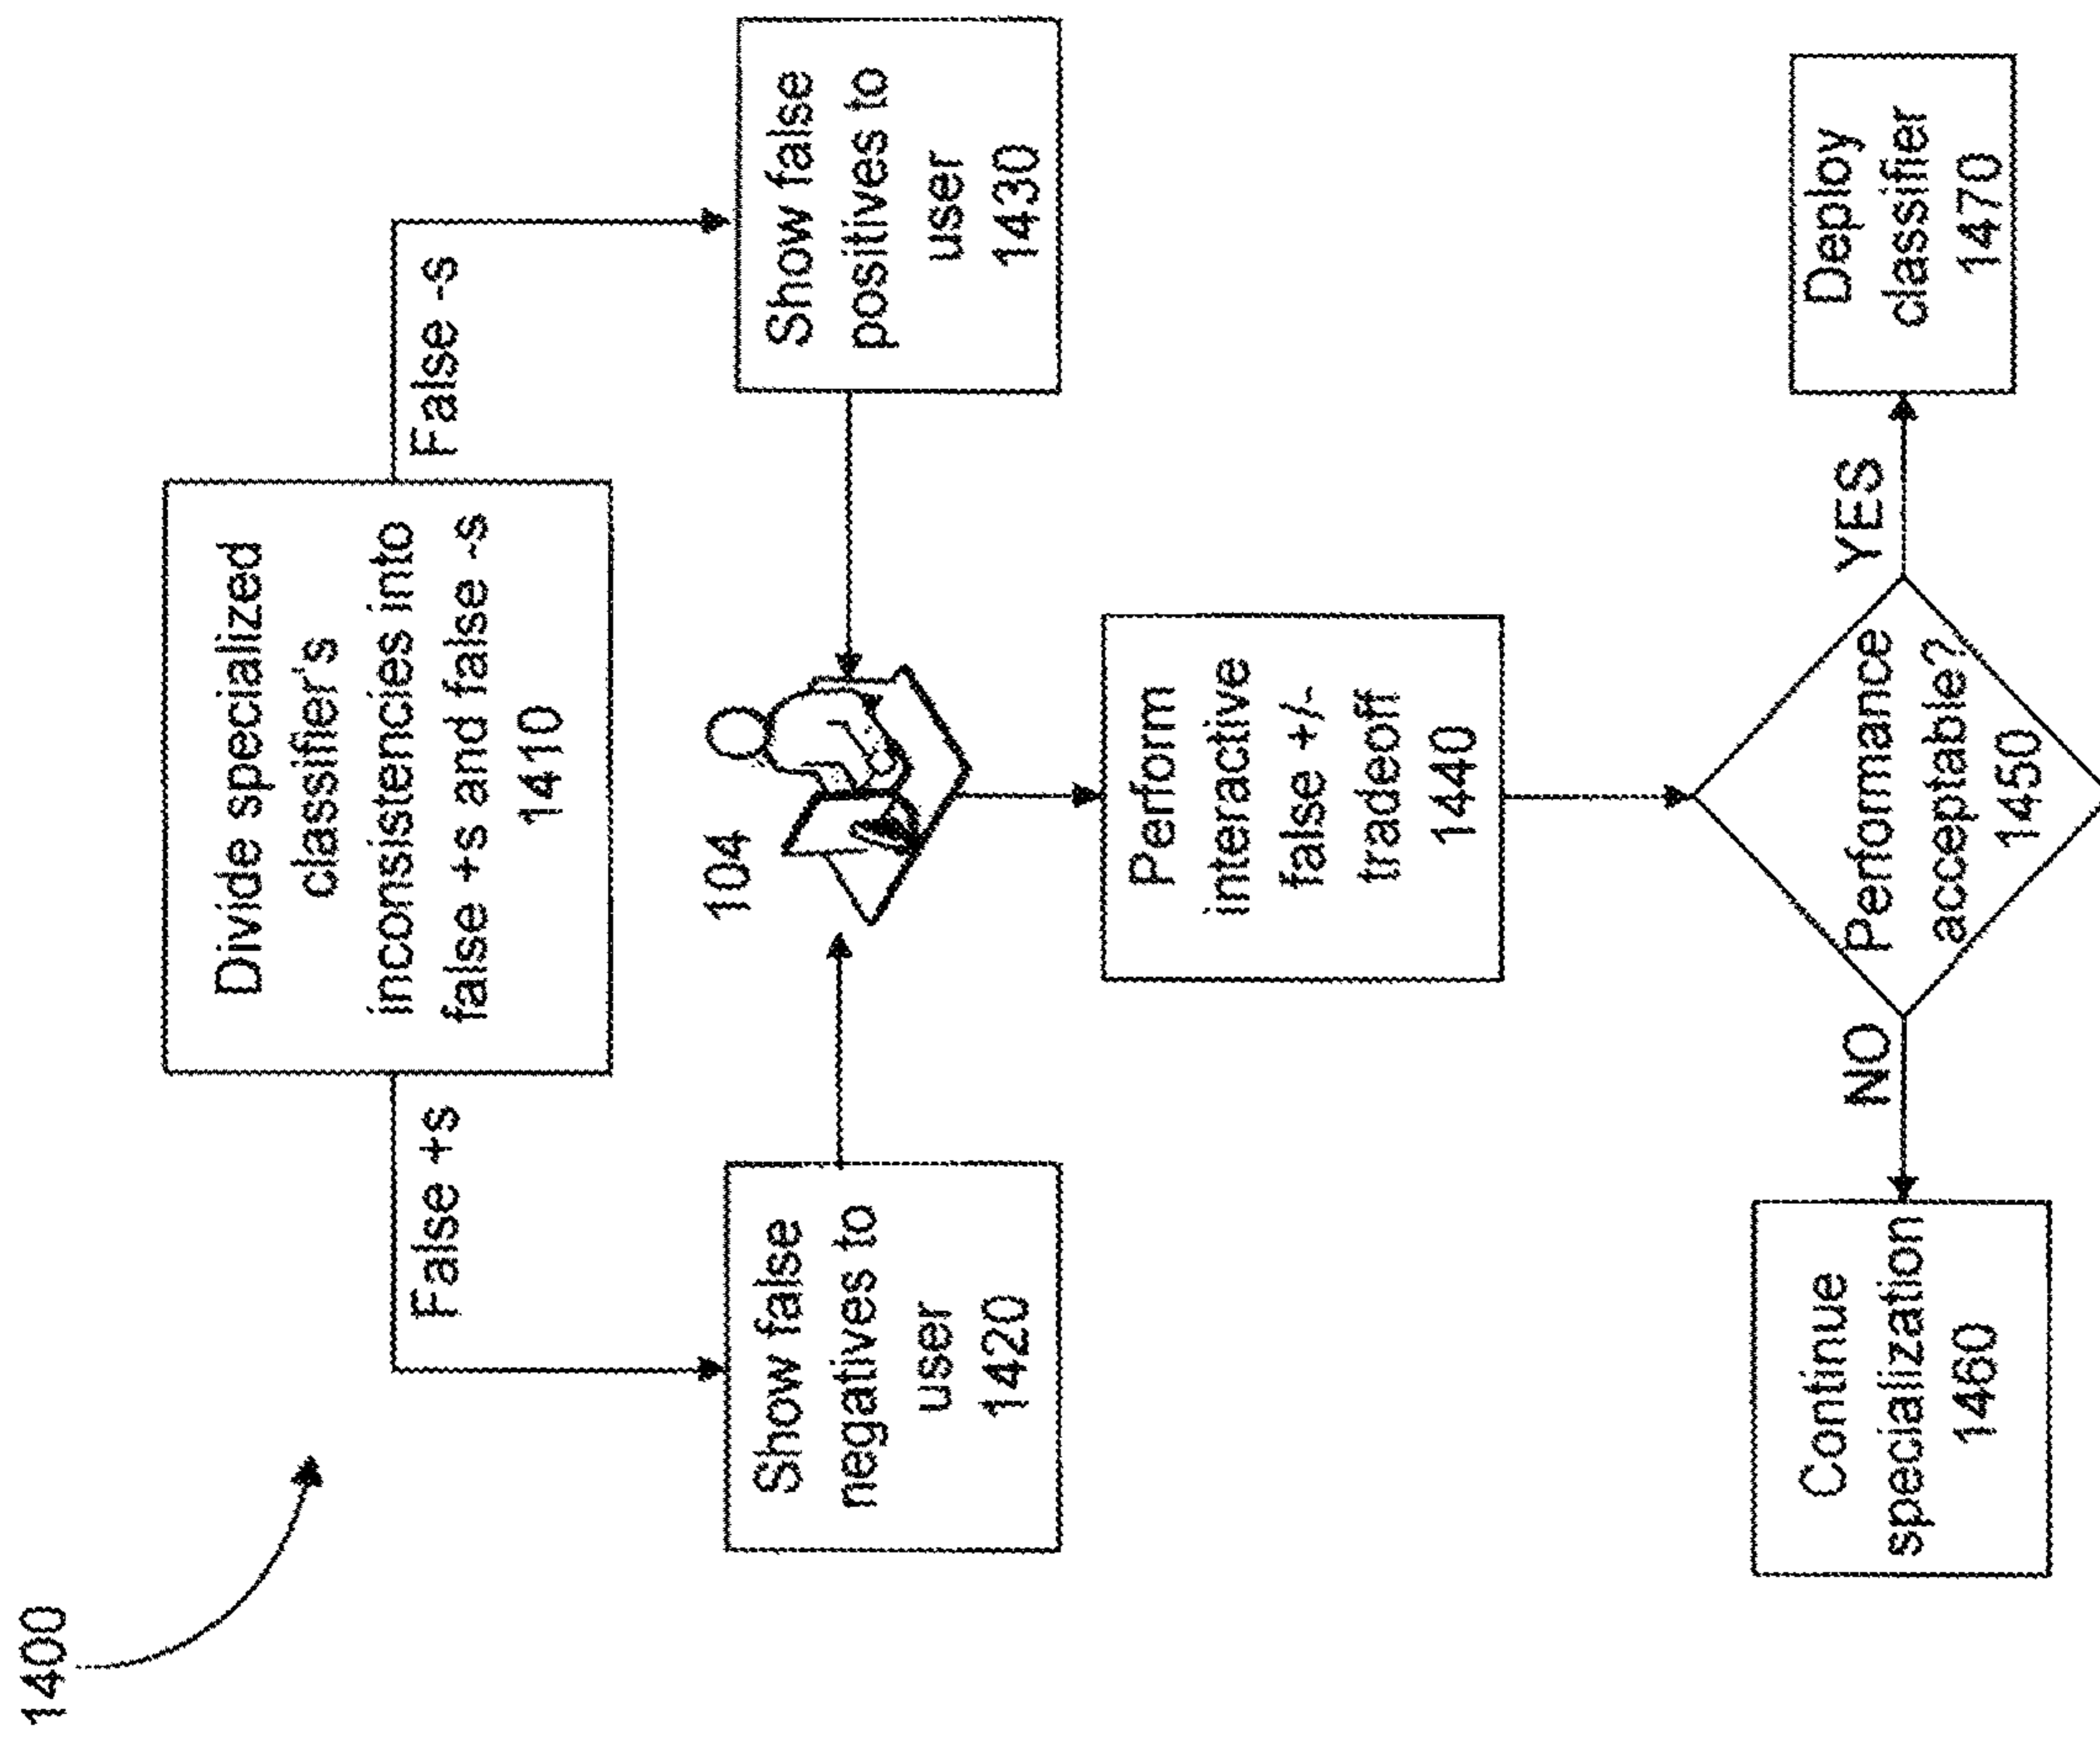 1400
Divide specialized
classifier's
inconsistencies into
false +s and false -s
1410
False +s
False -s
Show false
negatives to
user
1420
104
Show false
positives to
user
1430
Perform
interactive
false +/-
tradeoff
1440
Performance
acceptable?
1450
NO
YES
Continue
specialization
1460
Deploy
classifier
1470